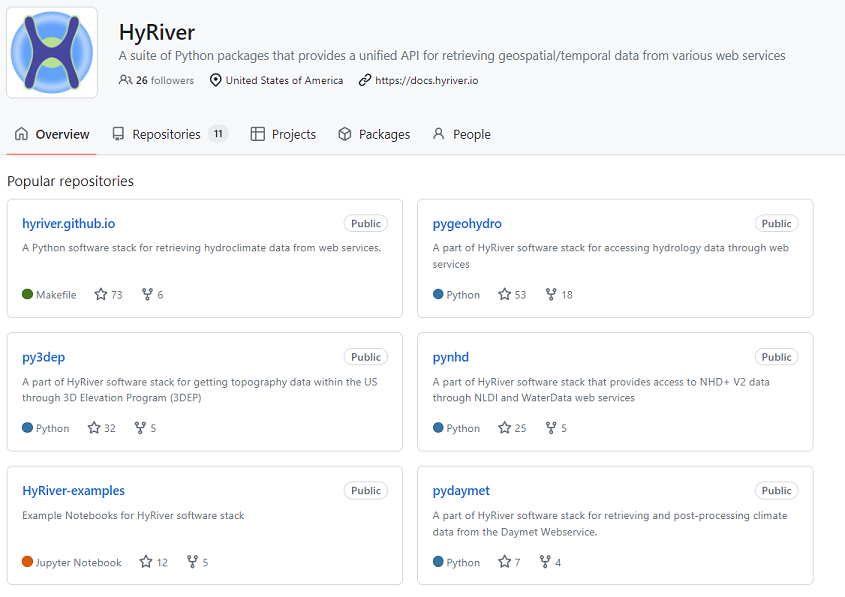 HyRiver
A suite of Python packages that provides a unified API for retrieving geospatial/temporal data from various web services
26 followers United States of America https://docs.hyriver.io
Overview Repositories 11 Projects Packages People
Popular repositories
hyriver.github.io Public
A Python software stack for retrieving hydroclimate data from web services.
Makefile 73 6
pygeohydro Public
A part of HyRiver software stack for accessing hydrology data through web
services
Python 53 18
py3dep Public
A part of HyRiver software stack for getting topography data within the US
through 3D Elevation Program (3DEP)
Python 32 5
pynhd Public
A part of HyRiver software stack that provides access to NHD+ V2 data
through NLDI and WaterData web services
Python 25 5
HyRiver-examples Public
Example Notebooks for HyRiver software stack
Jupyter Notebook 12 5
pydaymet Public
A part of HyRiver software stack for retrieving and post-processing climate
data from the Daymet Webservice.
Python 7 4